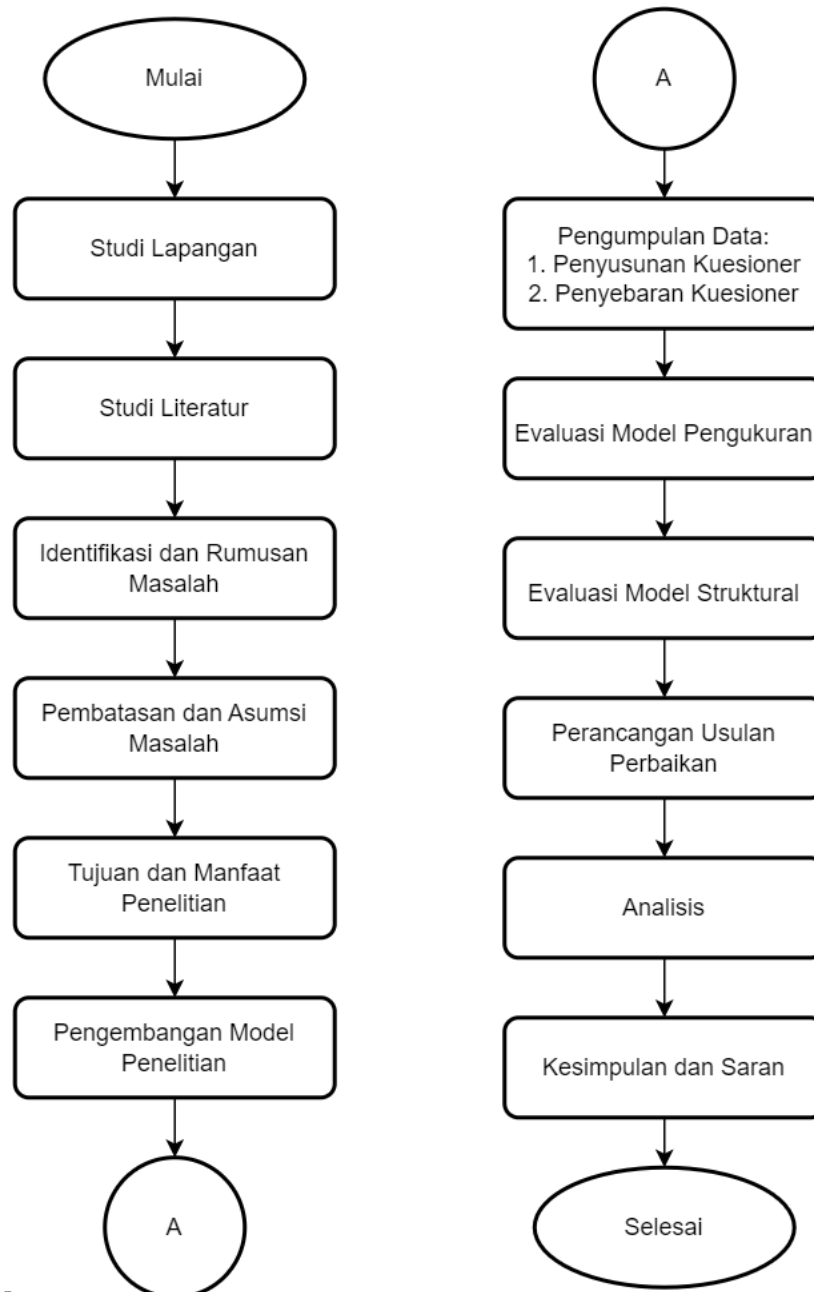 Mulai
Studi Lapangan
Studi Literatur
Identifikasi dan Rumusan
Masalah
Pembatasan dan Asumsi
Masalah
Tujuan dan Manfaat
Penelitian
Pengembangan Model
Penelitian
A
A
Pengumpulan Data:
1. Penyusunan Kuesioner
2. Penyebaran Kuesioner
Evaluasi Model Pengukuran
Evaluasi Model Struktural
Perancangan Usulan
Perbaikan
Analisis
Kesimpulan dan Saran
Selesai